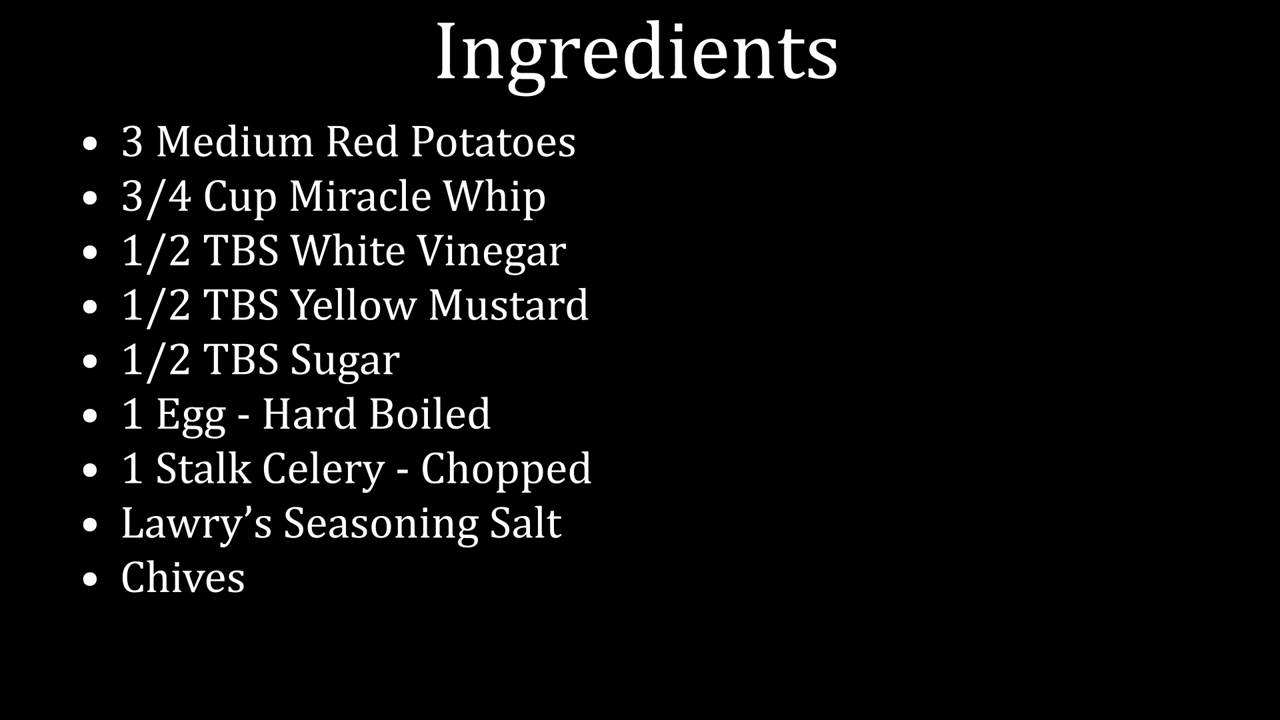 Ingredients
• 3 Medium Red Potatoes
• 3/4 Cup Miracle Whip
• 1/2 TBS White Vinegar
• 1/2 TBS Yellow Mustard
• 1/2 TBS Sugar
• 1 Egg - Hard Boiled
• 1 Stalk Celery - Chopped
• Lawry’s Seasoning Salt
• Chives